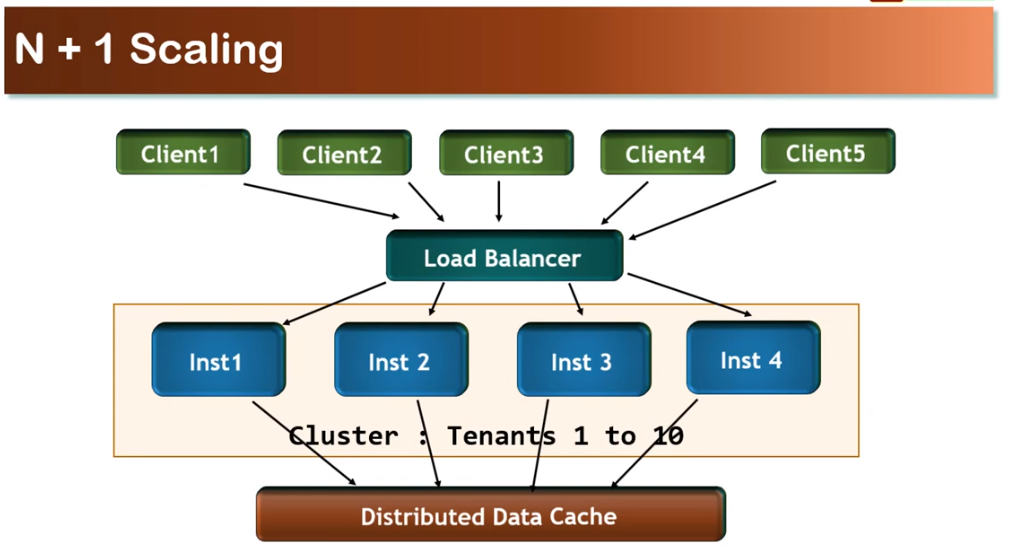 N + 1 Scaling
Client1 Client2 Client3 Client4 Client5
Load Balancer
Inst1 Inst 2 Inst 3 Inst 4
Cluster : Tenants 1 to 10
Distributed Data Cache